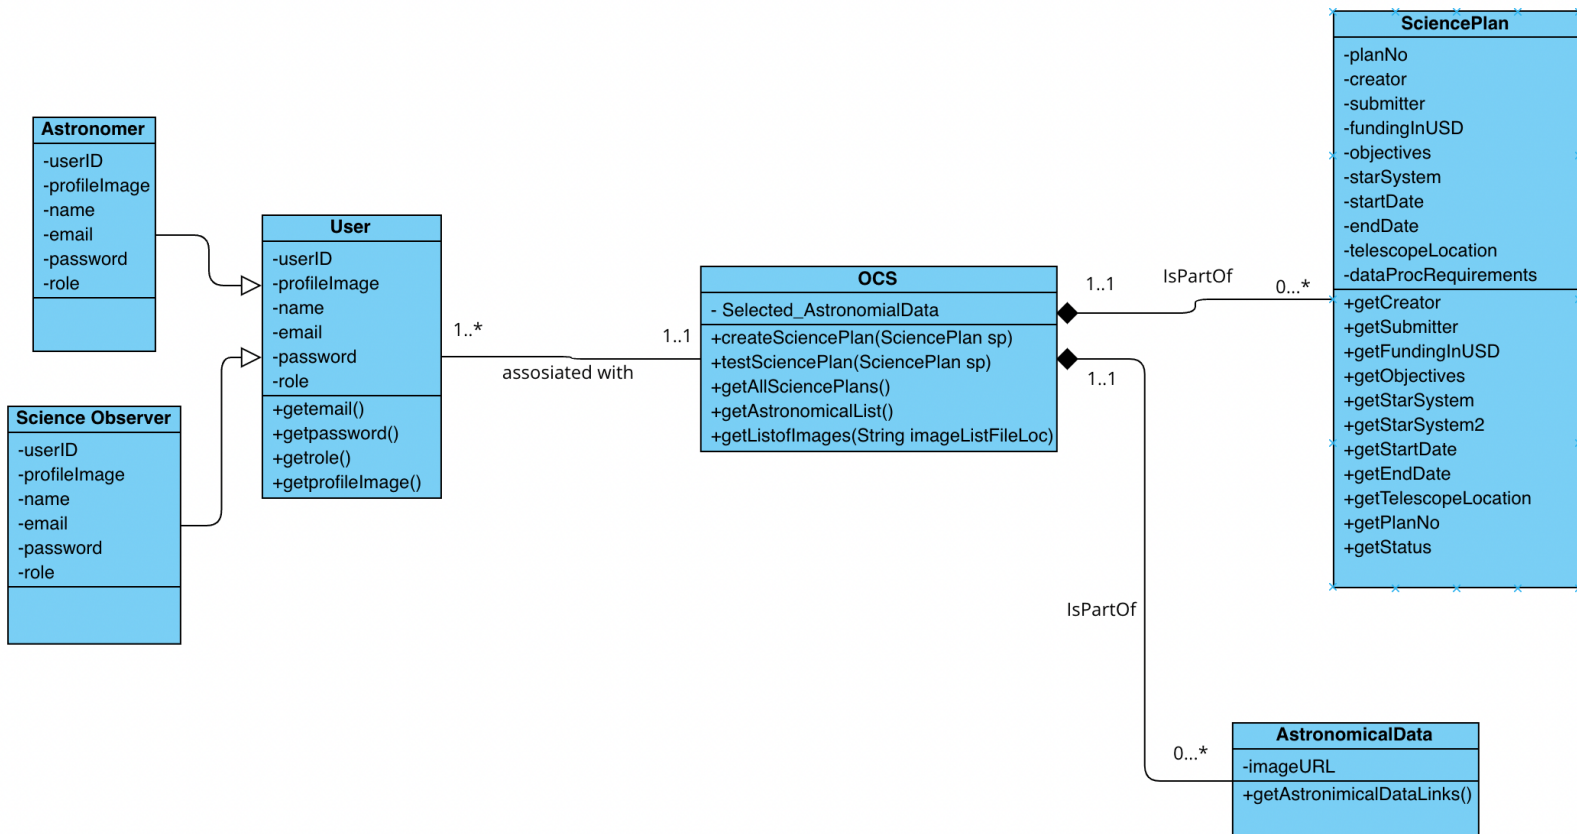 Astronomer
-userID
-profileImage
-name
-email
-password
-role
Science Observer
-userID
-profileImage
-name
-email
-password
-role
User
-userID
-profileImage
-name
-email
-password
-role
+getemail()
+getpassword()
+getrole()
+getprofileImage()
1..*
1..1
assosiated with
OCS
- Selected_AstronomialData
+createSciencePlan(SciencePlan sp)
+testSciencePlan(SciencePlan sp)
+getAllSciencePlans()
+getAstronomicalList()
+getListofImages(String imageListFileLoc)
1..1
IsPartOf
0...*
1..1
IsPartOf
0...*
SciencePlan
-planNo
-creator
-submitter
-fundingInUSD
-objectives
-starSystem
-startDate
-endDate
-telescopeLocation
-dataProcRequirements
+getCreator
+getSubmitter
+getFundingInUSD
+getObjectives
+getStarSystem
+getStarSystem2
+getStartDate
+getEndDate
+getTelescopeLocation
+getPlanNo
+getStatus
AstronomicalData
-imageURL
+getAstronimicalDataLinks()